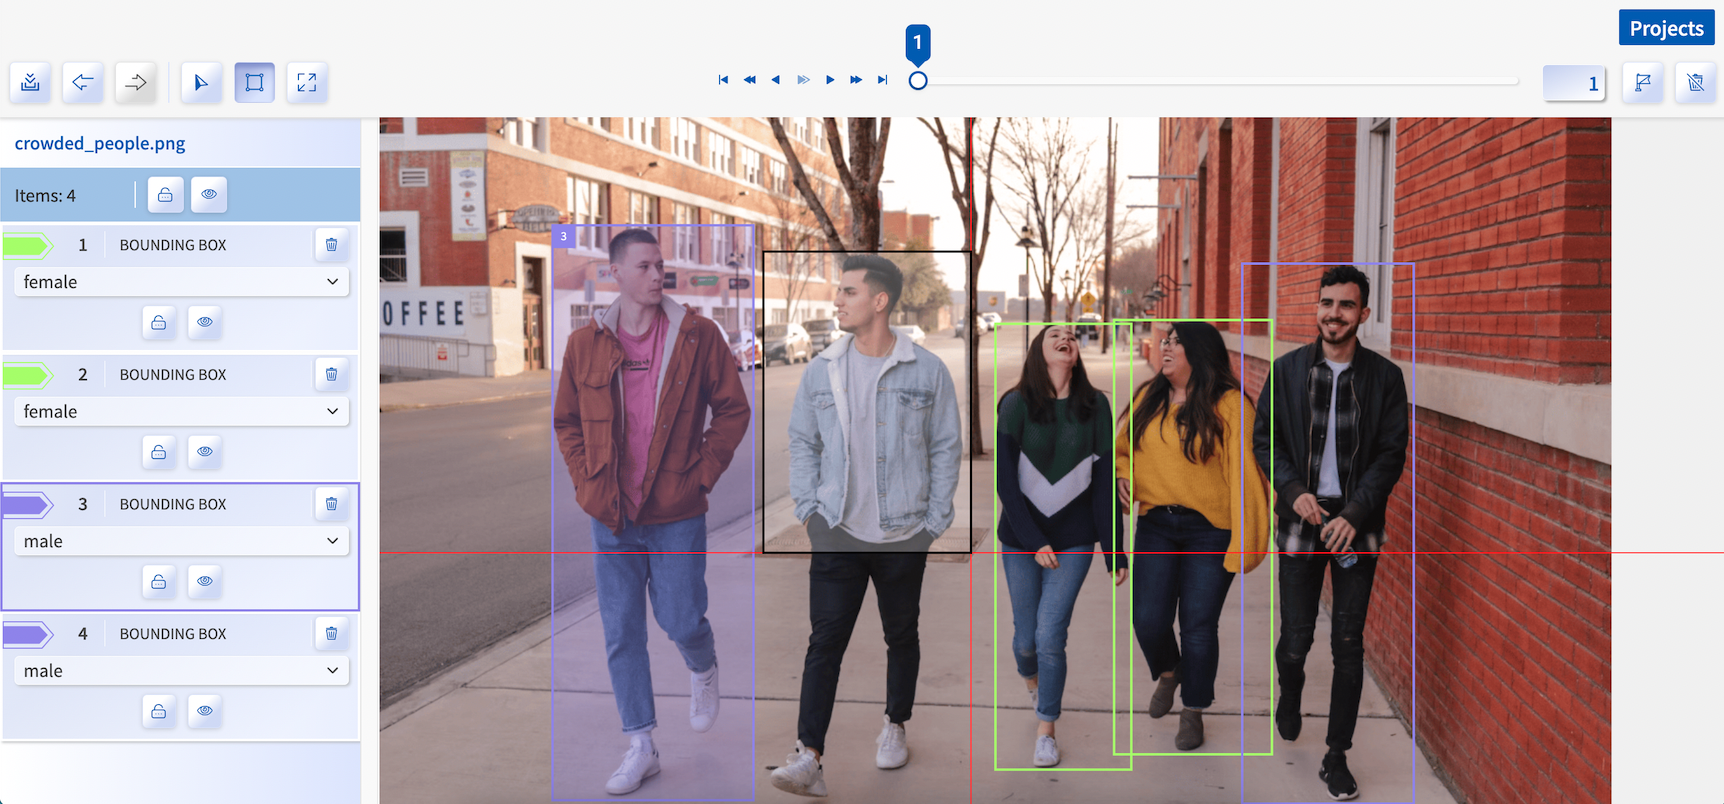 Projects
1
1
crowded_people.png
Items: 4
1 BOUNDING BOX
female
2 BOUNDING BOX
female
3 BOUNDING BOX
male
4 BOUNDING BOX
male
3
OFFEE
adidas